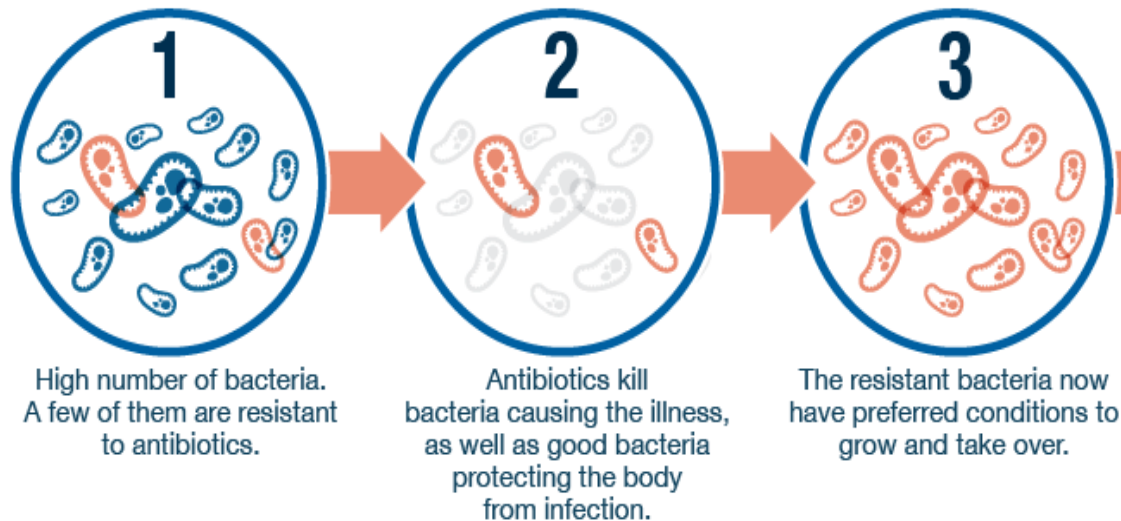 1
High number of bacteria.
A few of them are resistant
to antibiotics.
2
Antibiotics kill
bacteria causing the illness,
as well as good bacteria
protecting the body
from infection.
3
The resistant bacteria now
have preferred conditions to
grow and take over.